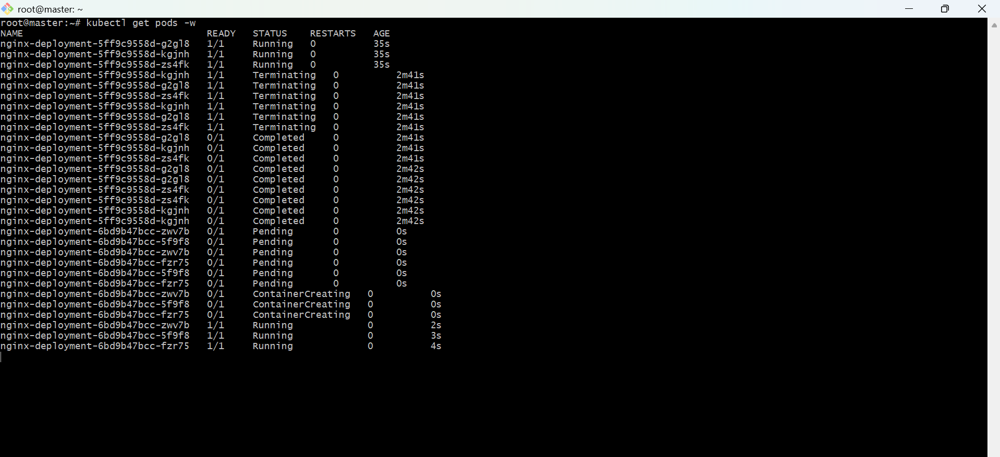 root@master: ~
root@master:~# kubectl get pods -w
NAME READY STATUS RESTARTS AGE
nginx-deployment-5ff9c9558d-g2gl8 1/1 Running 0 35s
nginx-deployment-5ff9c9558d-kgjnh 1/1 Running 0 35s
nginx-deployment-5ff9c9558d-zs4fk 1/1 Running 0 35s
nginx-deployment-5ff9c9558d-kgjnh 1/1 Terminating 0 2m41s
nginx-deployment-5ff9c9558d-g2gl8 1/1 Terminating 0 2m41s
nginx-deployment-5ff9c9558d-zs4fk 1/1 Terminating 0 2m41s
nginx-deployment-5ff9c9558d-kgjnh 1/1 Terminating 0 2m41s
nginx-deployment-5ff9c9558d-g2gl8 1/1 Terminating 0 2m41s
nginx-deployment-5ff9c9558d-zs4fk 1/1 Terminating 0 2m41s
nginx-deployment-5ff9c9558d-g2gl8 0/1 Completed 0 2m41s
nginx-deployment-5ff9c9558d-kgjnh 0/1 Completed 0 2m41s
nginx-deployment-5ff9c9558d-zs4fk 0/1 Completed 0 2m41s
nginx-deployment-5ff9c9558d-g2gl8 0/1 Completed 0 2m42s
nginx-deployment-5ff9c9558d-g2gl8 0/1 Completed 0 2m42s
nginx-deployment-5ff9c9558d-zs4fk 0/1 Completed 0 2m42s
nginx-deployment-5ff9c9558d-zs4fk 0/1 Completed 0 2m42s
nginx-deployment-5ff9c9558d-kgjnh 0/1 Completed 0 2m42s
nginx-deployment-5ff9c9558d-kgjnh 0/1 Completed 0 2m42s
nginx-deployment-6bd9b47bcc-zwv7b 0/1 Pending 0 0s
nginx-deployment-6bd9b47bcc-5f9f8 0/1 Pending 0 0s
nginx-deployment-6bd9b47bcc-zwv7b 0/1 Pending 0 0s
nginx-deployment-6bd9b47bcc-fzr75 0/1 Pending 0 0s
nginx-deployment-6bd9b47bcc-5f9f8 0/1 Pending 0 0s
nginx-deployment-6bd9b47bcc-fzr75 0/1 Pending 0 0s
nginx-deployment-6bd9b47bcc-zwv7b 0/1 ContainerCreating 0 0s
nginx-deployment-6bd9b47bcc-5f9f8 0/1 ContainerCreating 0 0s
nginx-deployment-6bd9b47bcc-fzr75 0/1 ContainerCreating 0 0s
nginx-deployment-6bd9b47bcc-zwv7b 1/1 Running 0 2s
nginx-deployment-6bd9b47bcc-5f9f8 1/1 Running 0 3s
nginx-deployment-6bd9b47bcc-fzr75 1/1 Running 0 4s